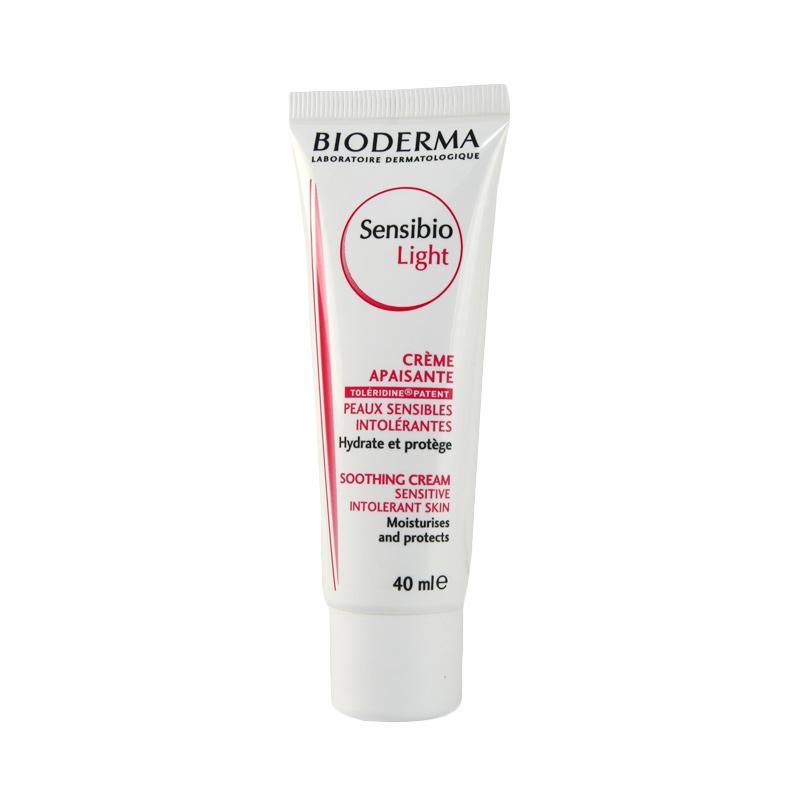 BIODERMA
LABORATOIRE DERMATOLOGIQUE
Sensibio
Light
CRÈME
APAISANTE
TOLÉRIDINE® PATENT
PEAUX SENSIBLES
INTOLÉRANTES
Hydrate et protège
SOOTHING CREAM
SENSITIVE
INTOLERANT SKIN
Moisturises
and protects
40 ml℮